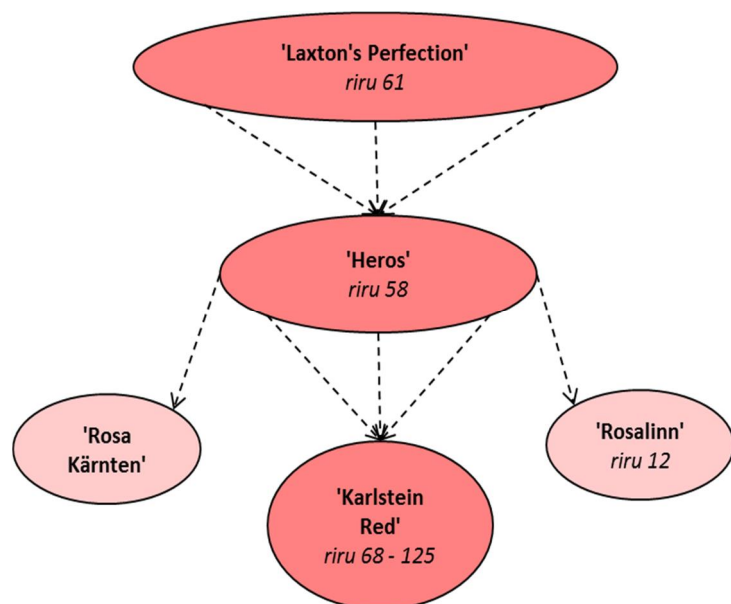 'Laxton's Perfection'
riru 61
'Heros'
riru 58
'Rosa
Kärnten'
'Rosalinn'
riru 12
'Karlstein
Red'
riru 68 - 125